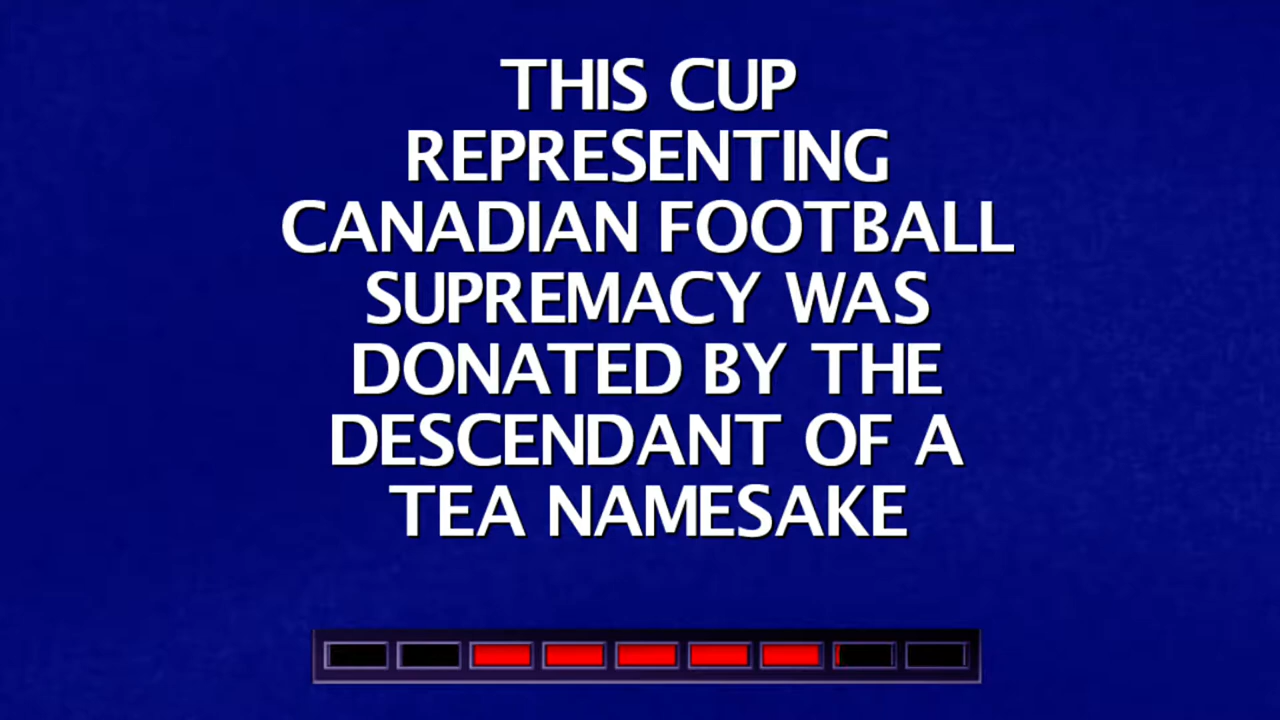 THIS CUP
REPRESENTING
CANADIAN FOOTBALL
SUPREMACY WAS
DONATED BY THE
DESCENDANT OF A
TEA NAMESAKE